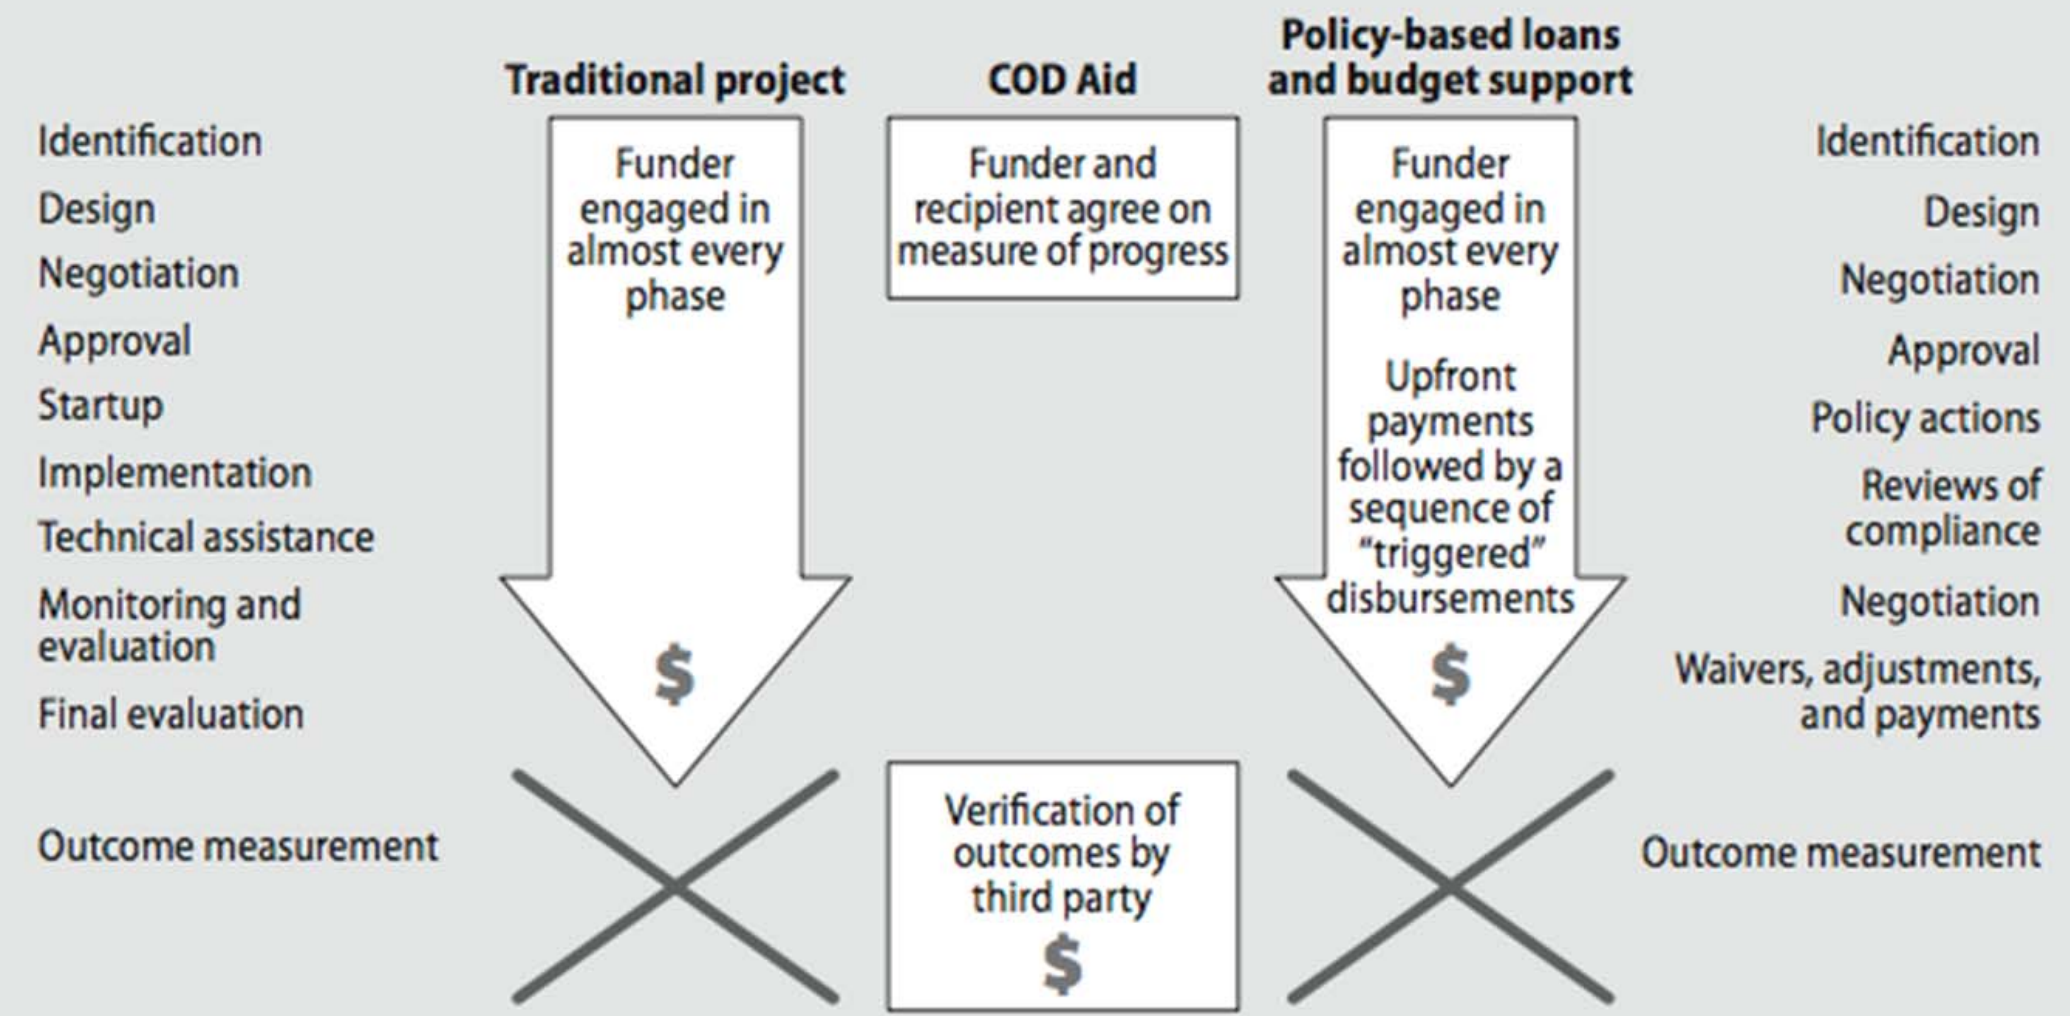 Traditional project
COD Aid
Policy-based loans
and budget support
Identification
Design
Negotiation
Approval
Startup
Implementation
Technical assistance
Monitoring and
evaluation
Final evaluation
Outcome measurement
Funder
engaged in
almost every
phase
$
Funder and
recipient agree on
measure of progress
Verification of
outcomes by
third party
$
Funder
engaged in
almost every
phase
Upfront
payments
followed by a
sequence of
“triggered”
disbursements
$
Identification
Design
Negotiation
Approval
Policy actions
Reviews of
compliance
Negotiation
Waivers, adjustments,
and payments
Outcome measurement